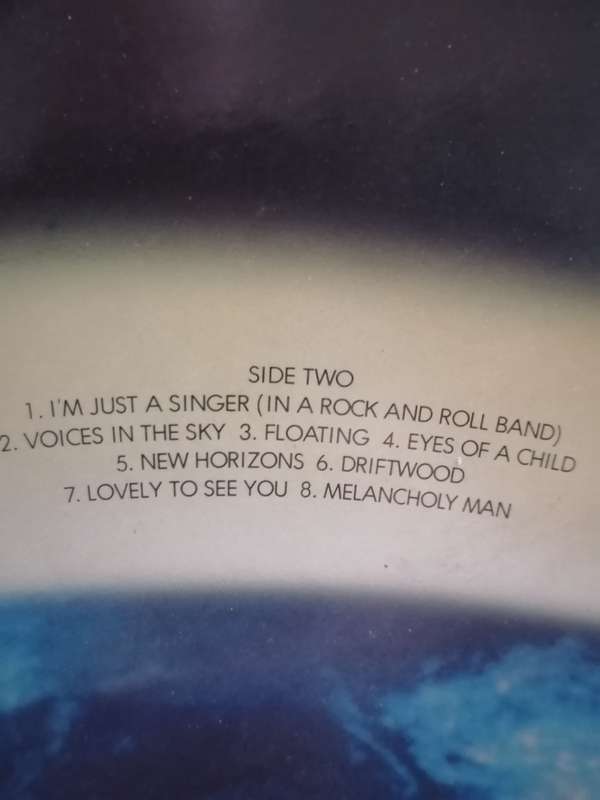 SIDE TWO
1. I'M JUST A SINGER (IN A ROCK AND ROLL BAND)
2. VOICES IN THE SKY 3. FLOATING 4. EYES OF A CHILD
5. NEW HORIZONS 6. DRIFTWOOD
7. LOVELY TO SEE YOU 8. MELANCHOLY MAN